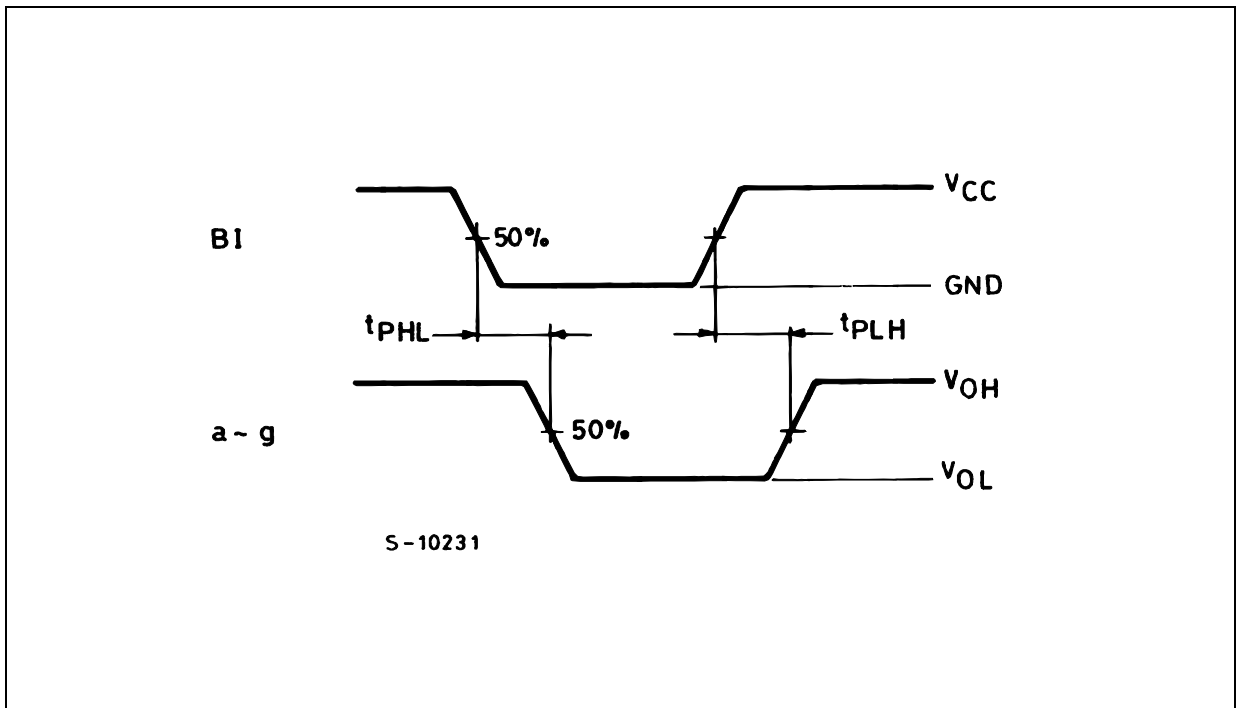 VCC
BI
50%
GND
tPHL
tPLH
VOH
a~g
50%
VOL
S-10231